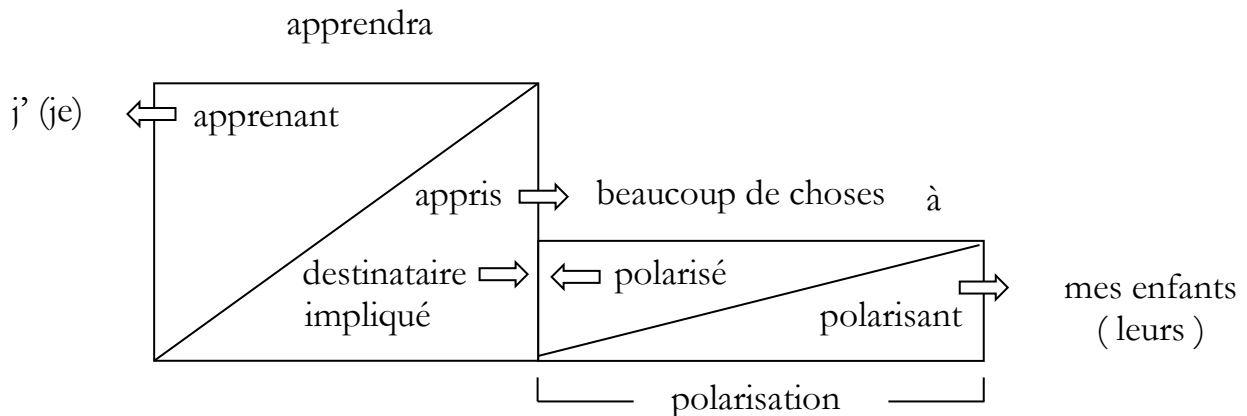 apprendra
j’ (je)
apprenant
appris
beaucoup de choses
à
destinataire
impliqué
polarisé
polarisant
mes enfants
( leurs )
polarisation